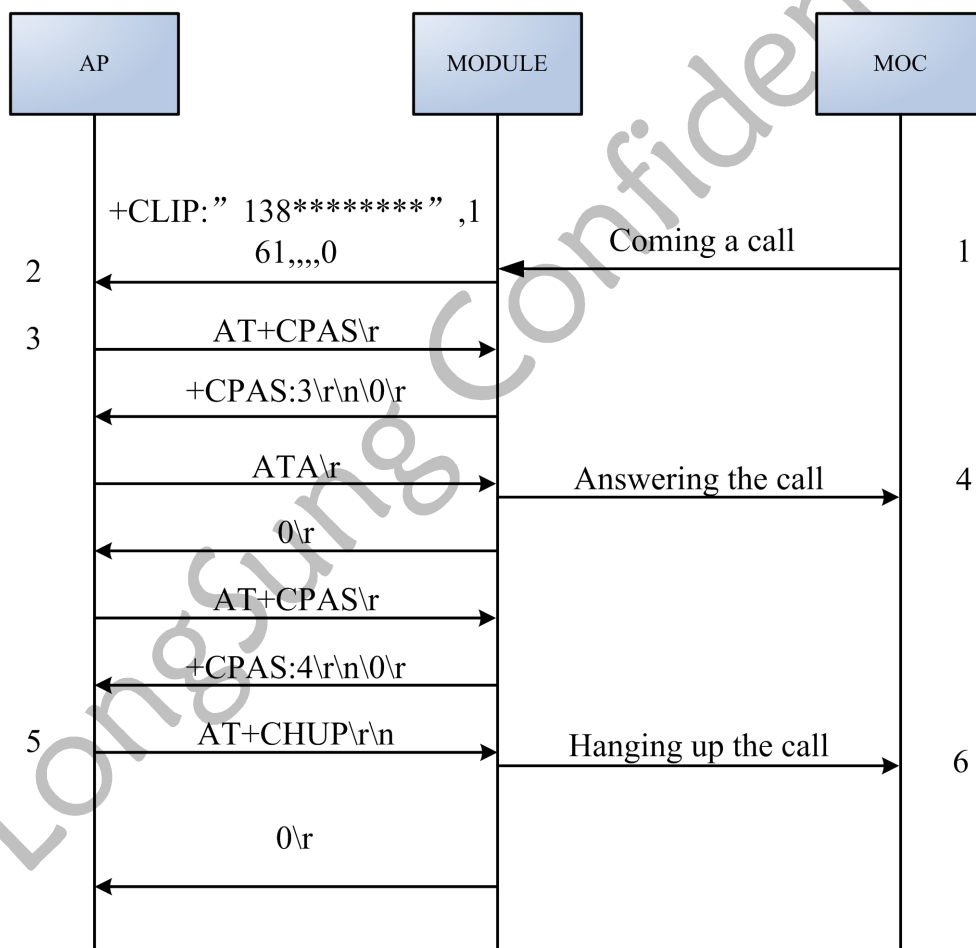 AP
MODULE
MOC
+CLIP:” 138********” ,1
61,,,,0
Coming a call
1
2
3
AT+CPAS\r
+CPAS:3\r\n\0\r
ATA\r
Answering the call
4
0\r
AT+CPAS\r
+CPAS:4\r\n\0\r
5
AT+CHUP\r\n
Hanging up the call
6
0\r
LongSung Confiden